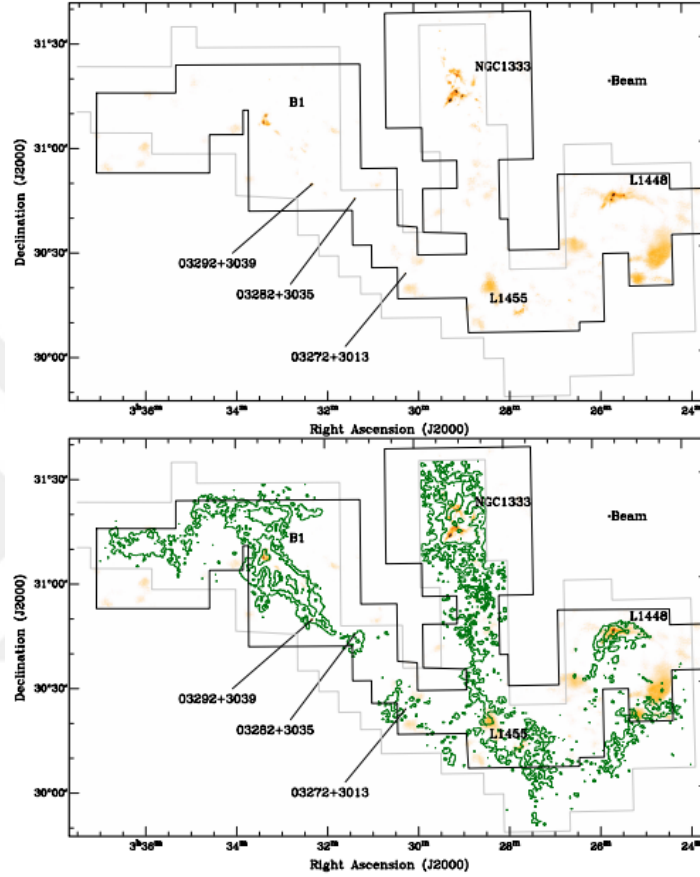 31°30'
31°00'
30°30'
30°00'
Declination (J2000)
B1
NGC1333
Beam
L1448
L1455
03292+3039
03282+3035
03272+3013
3ʰ36ᵐ
34ᵐ
32ᵐ
30ᵐ
28ᵐ
26ᵐ
24ᵐ
Right Ascension (J2000)
31°30'
31°00'
30°30'
30°00'
Declination (J2000)
B1
NGC1333
Beam
L1448
L1455
03292+3039
03282+3035
03272+3013
3ʰ36ᵐ
34ᵐ
32ᵐ
30ᵐ
28ᵐ
26ᵐ
24ᵐ
Right Ascension (J2000)